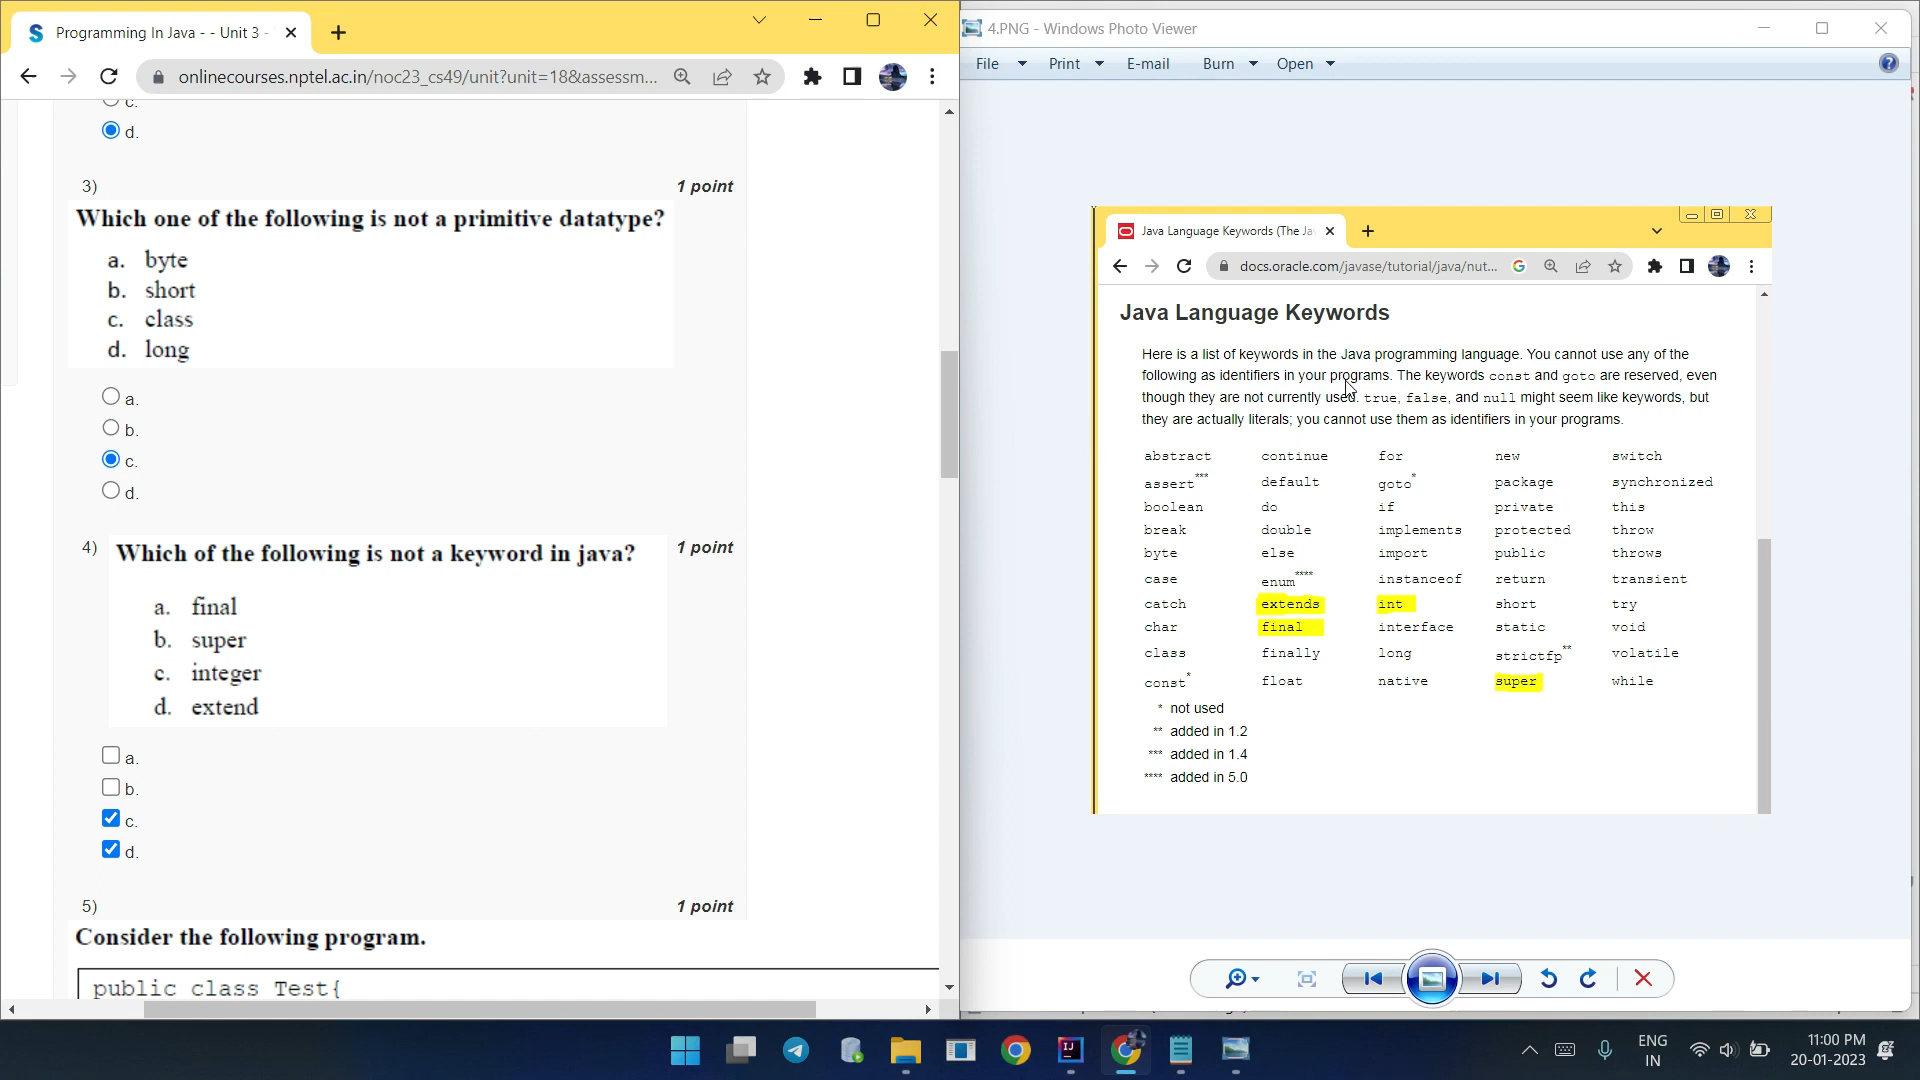 Programming In Java - - Unit 3 -
onlinecourses.nptel.ac.in/noc23_cs49/unit?unit=18&assessm...
c.
d.
3)
1 point
Which one of the following is not a primitive datatype?
a. byte
b. short
c. class
d. long
a.
b.
c.
d.
4)
1 point
Which of the following is not a keyword in java?
a. final
b. super
c. integer
d. extend
a.
b.
c.
d.
5)
1 point
Consider the following program.
public class Test{
4.PNG - Windows Photo Viewer
File Print E-mail Burn Open
Java Language Keywords (The Ja
docs.oracle.com/javase/tutorial/java/nut...
Java Language Keywords
Here is a list of keywords in the Java programming language. You cannot use any of the
following as identifiers in your programs. The keywords const and goto are reserved, even
though they are not currently used. true, false, and null might seem like keywords, but
they are actually literals; you cannot use them as identifiers in your programs.
abstract continue for new switch
assert*** default goto* package synchronized
boolean do if private this
break double implements protected throw
byte else import public throws
case enum**** instanceof return transient
catch extends int short try
char final interface static void
class finally long strictfp** volatile
const* float native super while
* not used
** added in 1.2
*** added in 1.4
**** added in 5.0
ENG
IN
11:00 PM
20-01-2023